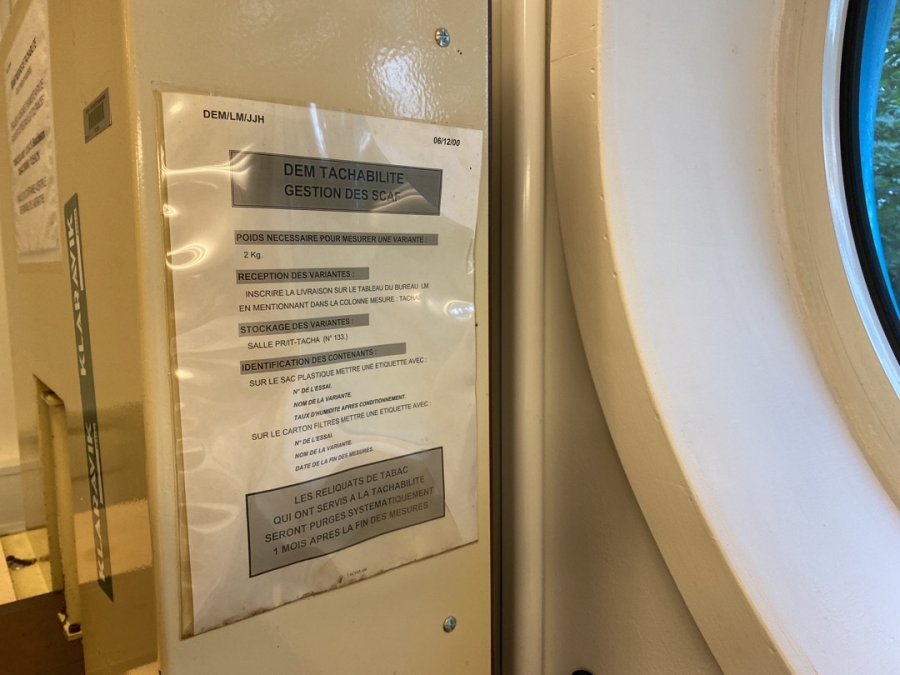 DEM/LM/JJH
06/12/00
DEM TACHABILITE
GESTION DES SCAF
POIDS NECESSAIRE POUR MESURER UNE VARIANTE :
2 Kg.
RECEPTION DES VARIANTES :
INSCRIRE LA LIVRAISON SUR LE TABLEAU DU BUREAU LM
EN MENTIONNANT DANS LA COLONNE MESURE :
STOCKAGE DES VARIANTES :
SALLE PR/IT-TACHA (N° 133.)
IDENTIFICATION DES CONTENANTS :
SUR LE SAC PLASTIQUE METTRE UNE ETIQUETTE AVEC :
N° DE L'ESSAI.
NOM DE LA VARIANTE.
TAUX D'HUMIDITE APRES CONDITIONNEMENT.
SUR LE CARTON FILTRES METTRE UNE ETIQUETTE AVEC :
N° DE L'ESSAI.
NOM DE LA VARIANTE.
DATE DE LA FIN DES MESURES.
LES RELIQUATS DE TABAC
QUI ONT SERVIS A LA TACHABILITE
SERONT PURGES SYSTEMATIQUEMENT
1 MOIS APRES LA FIN DES MESURES
KLARAVIK
KLARAVIK